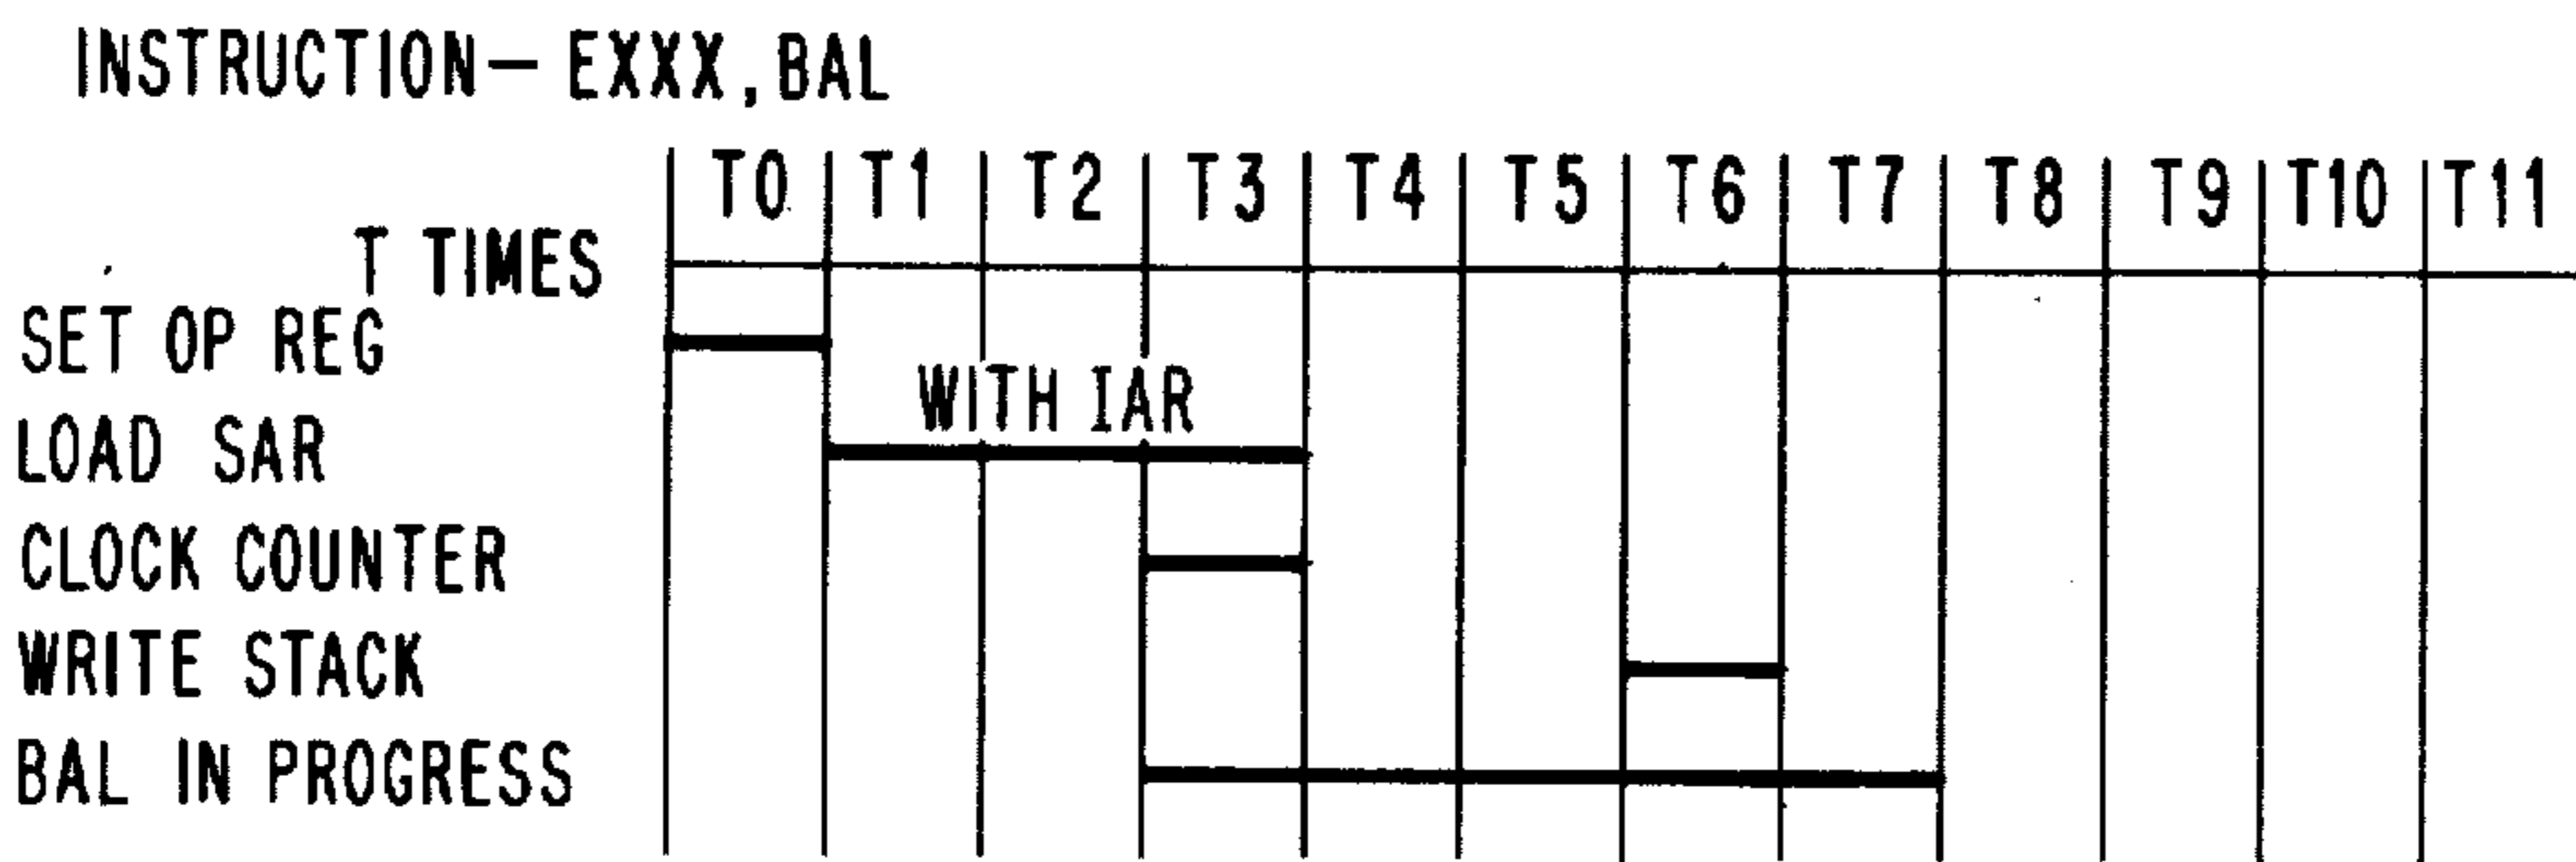 INSTRUCTION— EXXX, BAL
T0 T1 T2 T3 T4 T5 T6 T7 T8 T9 T10 T11
T TIMES
SET OP REG
WITH IAR
LOAD SAR
CLOCK COUNTER
WRITE STACK
BAL IN PROGRESS